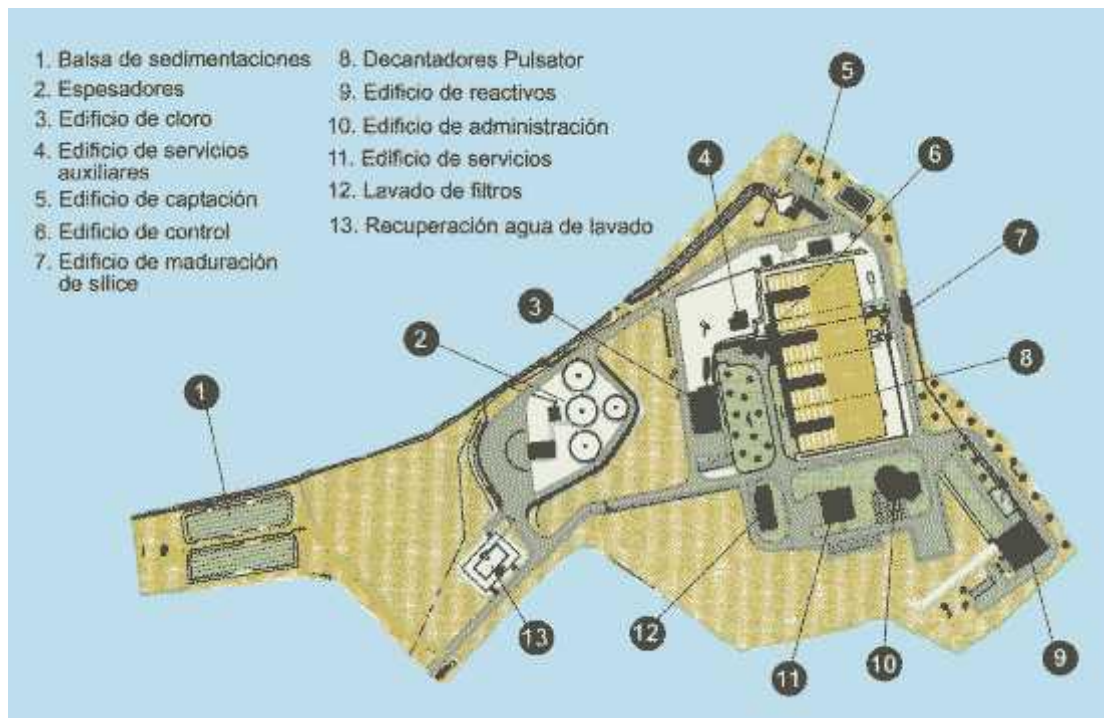 1. Balsa de sedimentaciones
2. Espesadores
3. Edificio de cloro
4. Edificio de servicios
auxiliares
5. Edificio de captación
6. Edificio de control
7. Edificio de maduración
de sílice
8. Decantadores Pulsator
9. Edificio de reactivos
10. Edificio de administración
11. Edificio de servicios
12. Lavado de filtros
13. Recuperación agua de lavado
5
4
6
7
3
2
8
1
13
12
11
10
9